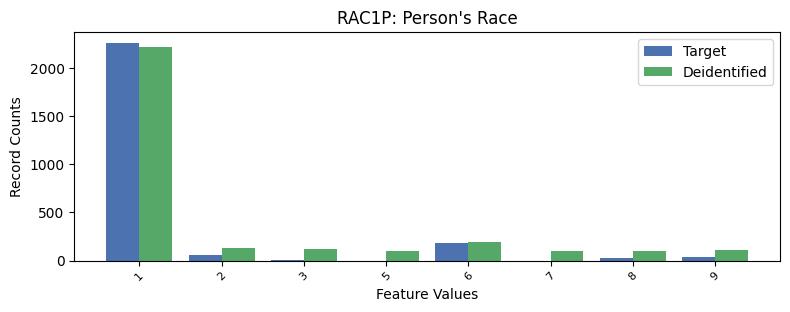 RAC1P: Person's Race
Target
Deidentified
Record Counts
2000
1500
1000
500
0
1 2 3 5 6 7 8 9
Feature Values